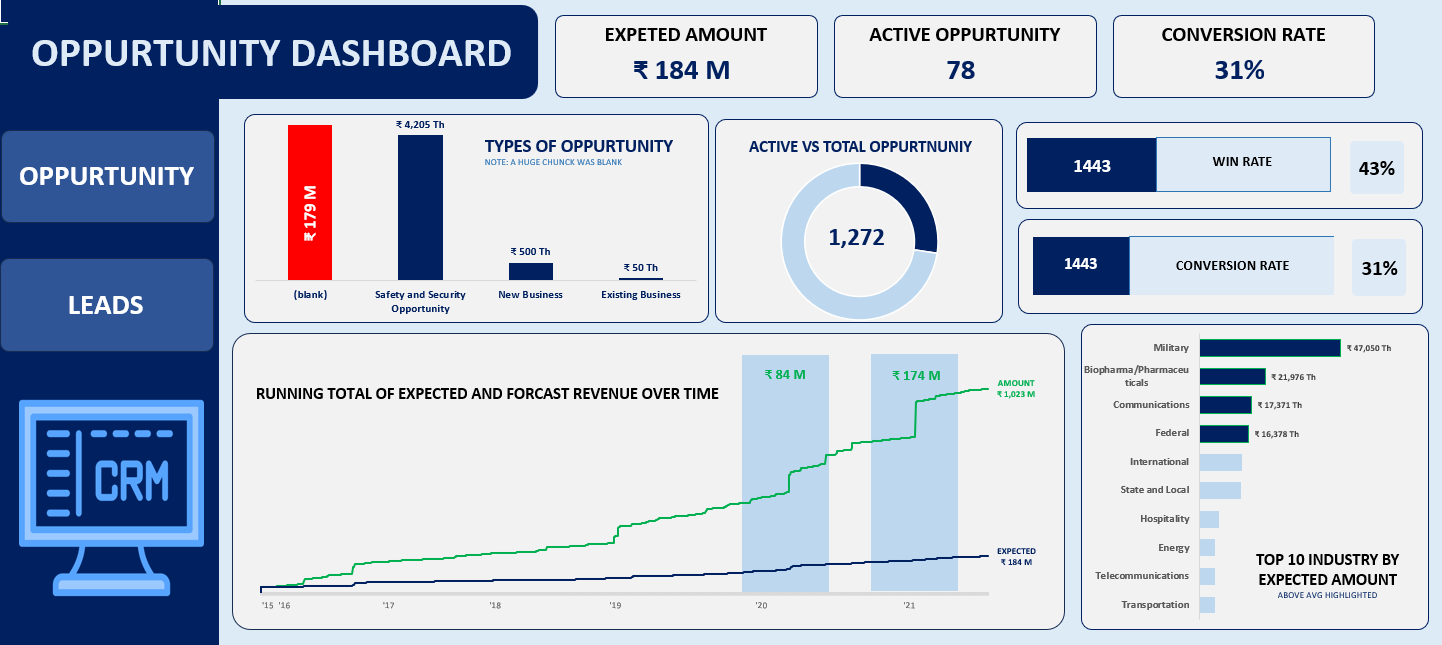 OPPURTUNITY DASHBOARD
EXPETED AMOUNT
₹ 184 M
ACTIVE OPPURTUNITY
78
CONVERSION RATE
31%
OPPURTUNITY
LEADS
CRM
TYPES OF OPPURTUNITY
NOTE: A HUGE CHUNCK WAS BLANK
₹ 179 M
₹ 4,205 Th
₹ 500 Th
₹ 50 Th
(blank)
Safety and Security
Opportunity
New Business
Existing Business
ACTIVE VS TOTAL OPPURTNUNIY
1,272
1443
WIN RATE
43%
1443
CONVERSION RATE
31%
RUNNING TOTAL OF EXPECTED AND FORCAST REVENUE OVER TIME
₹ 84 M
₹ 174 M
AMOUNT
₹ 1,023 M
EXPECTED
₹ 184 M
'15 '16 '17 '18 '19 '20 '21
Military
₹ 47,050 Th
Biopharma/Pharmaceu
ticals
₹ 21,976 Th
Communications
₹ 17,371 Th
Federal
₹ 16,378 Th
International
State and Local
Hospitality
Energy
Telecommunications
Transportation
TOP 10 INDUSTRY BY
EXPECTED AMOUNT
ABOVE AVG HIGHLIGHTED